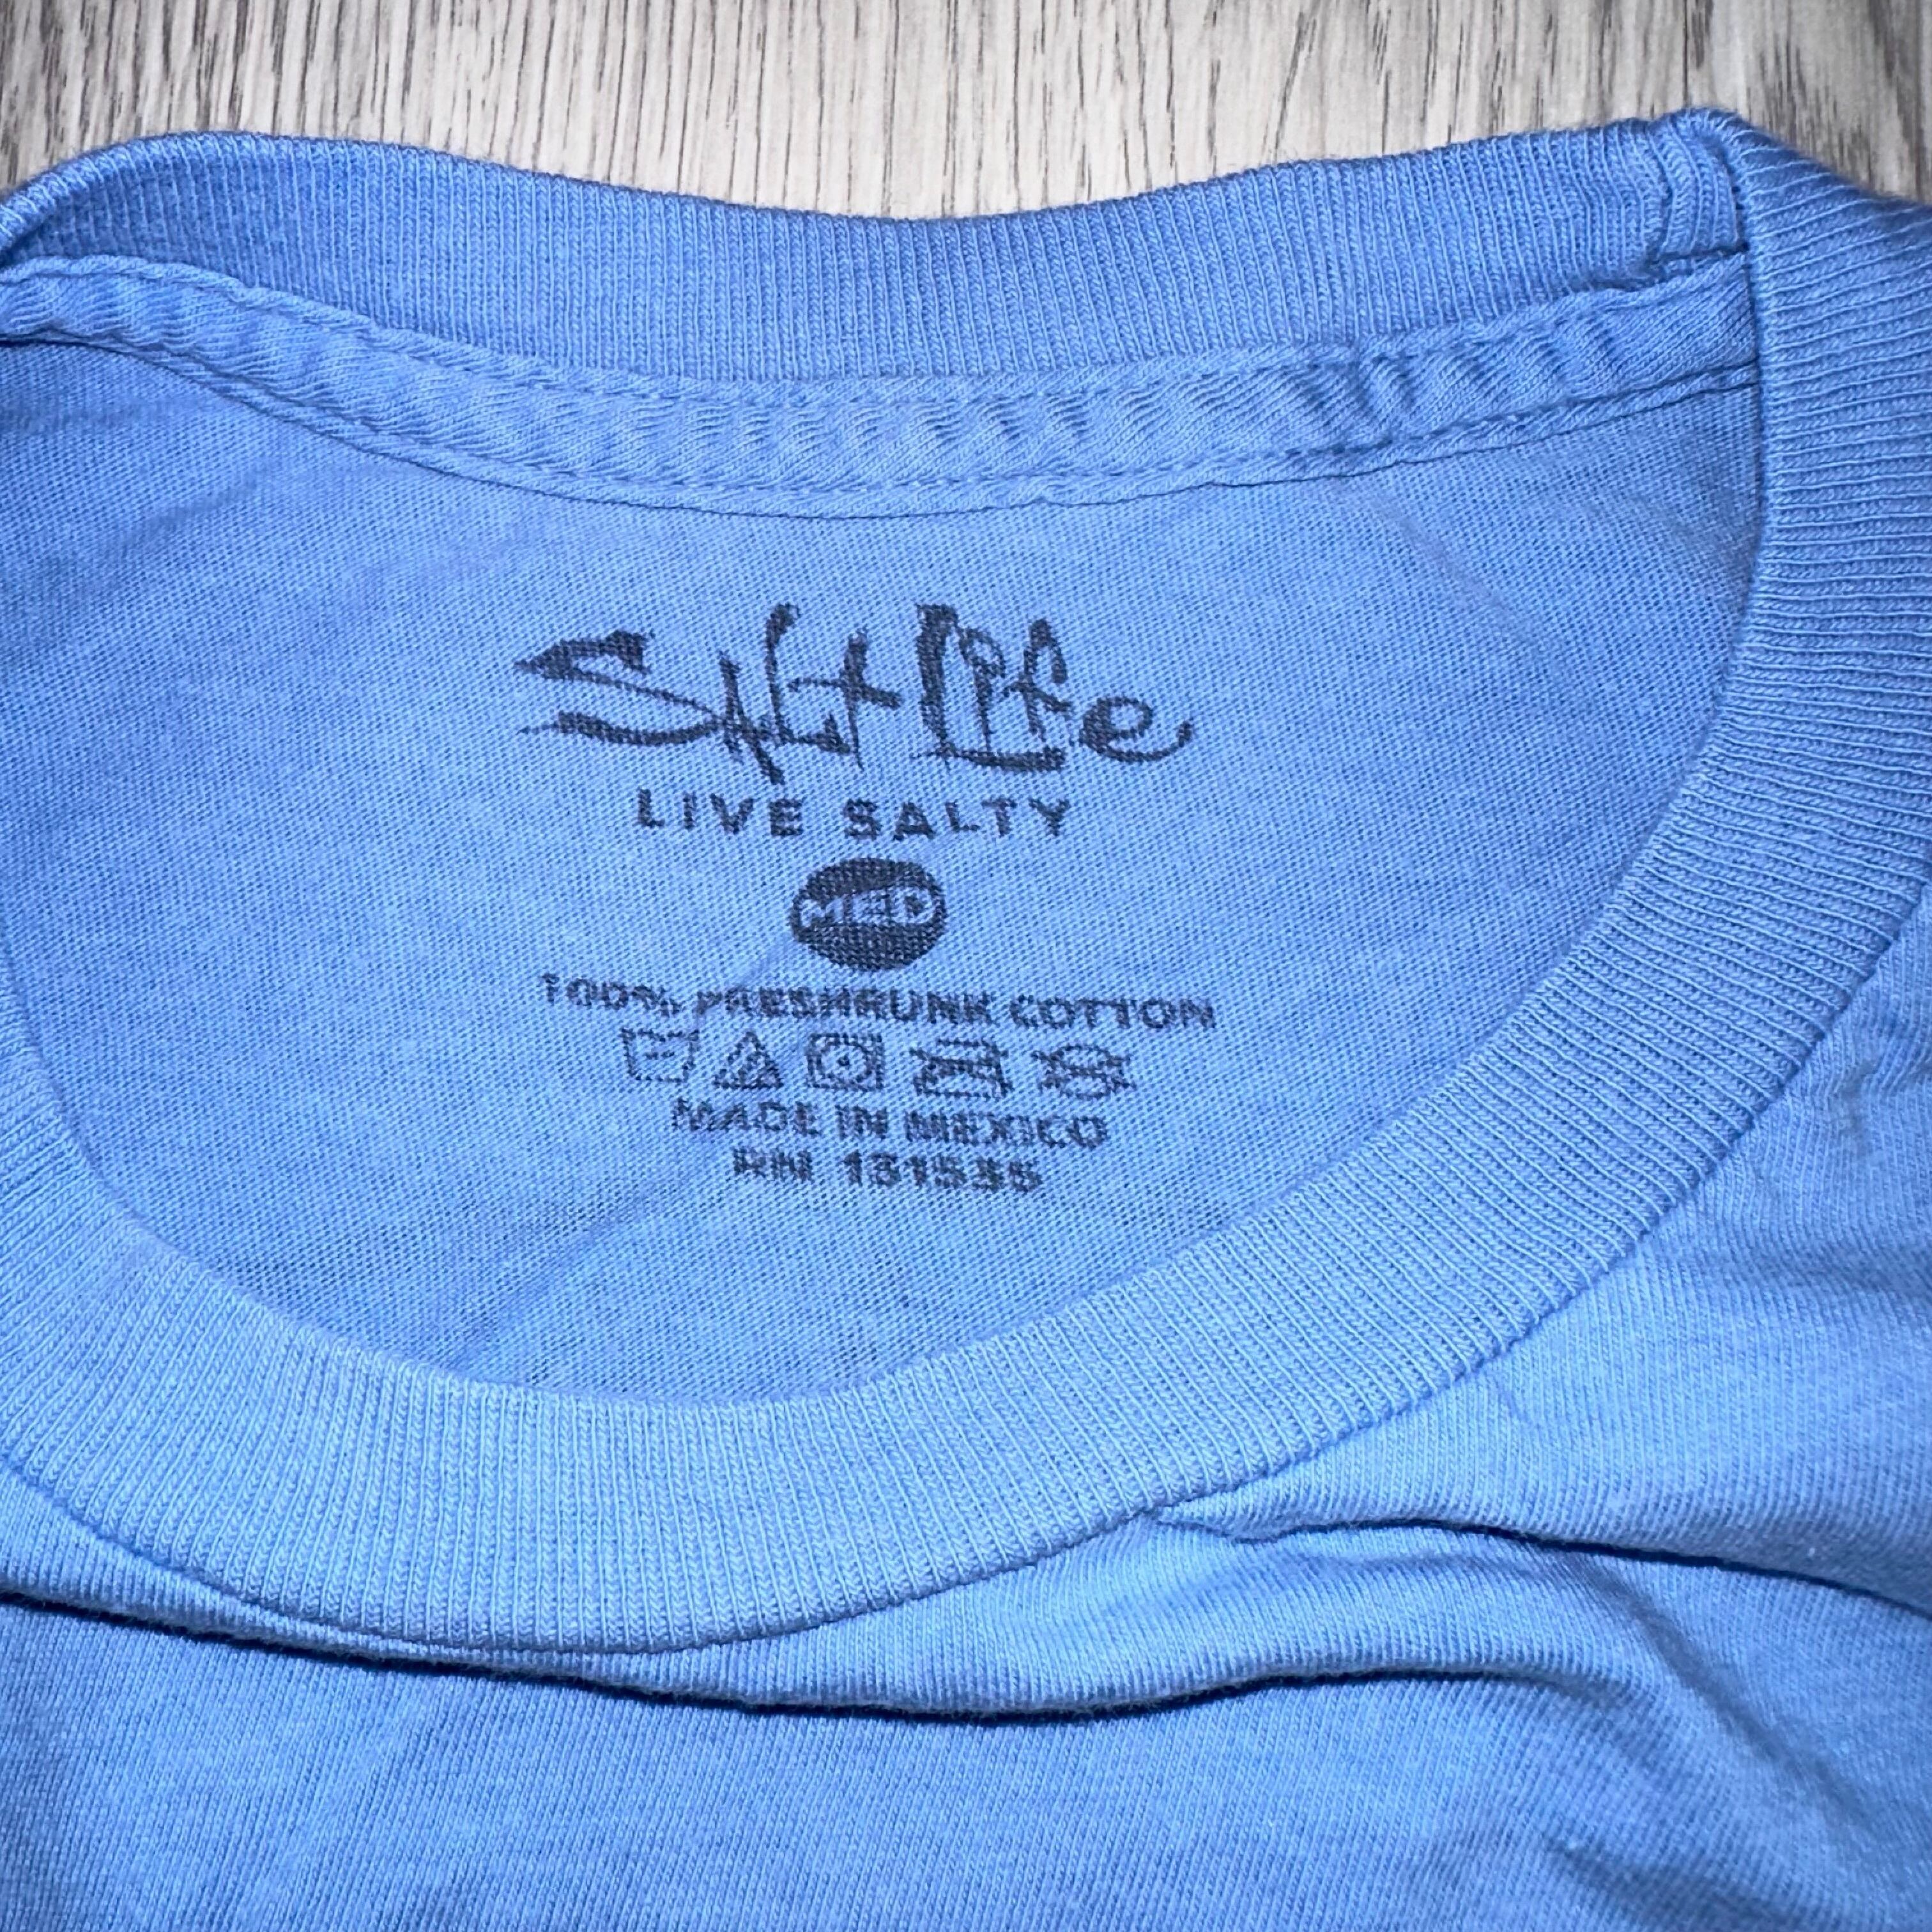 SALT LIFE
LIVE SALTY
MED
100% PRESHRUNK COTTON
MADE IN MEXICO
RN 131535